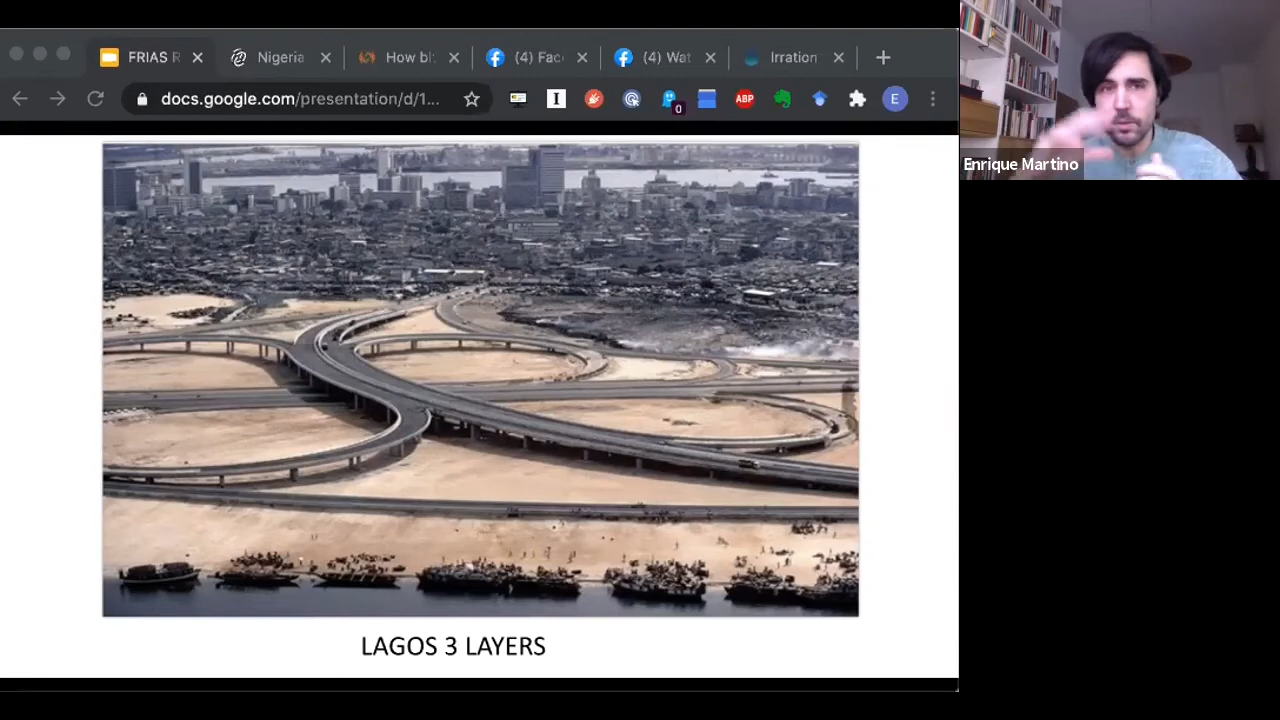 FRIAS R
Nigeria
How bl
(4) Fac
(4) Wat
Irration
docs.google.com/presentation/d/1...
I
0
ABP
E
Enrique Martino
LAGOS 3 LAYERS